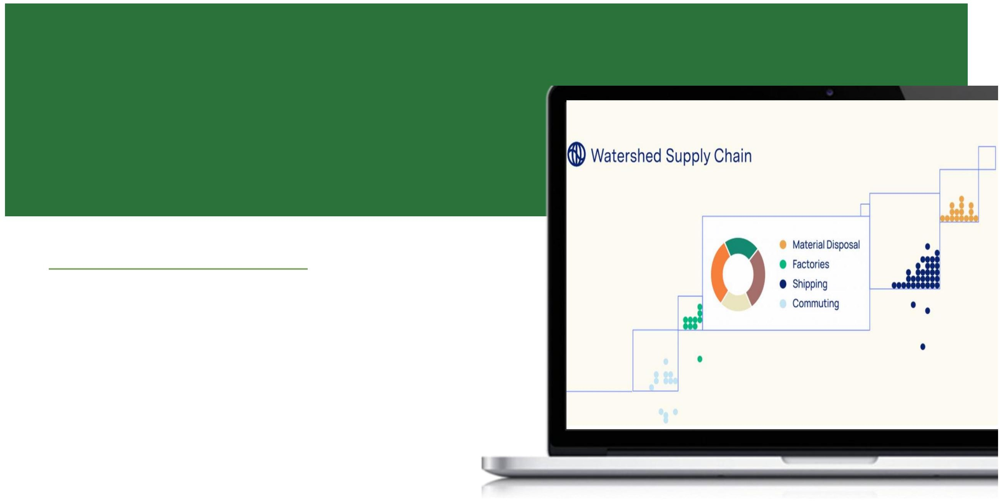 Watershed Supply Chain
Material Disposal
Factories
Shipping
Commuting